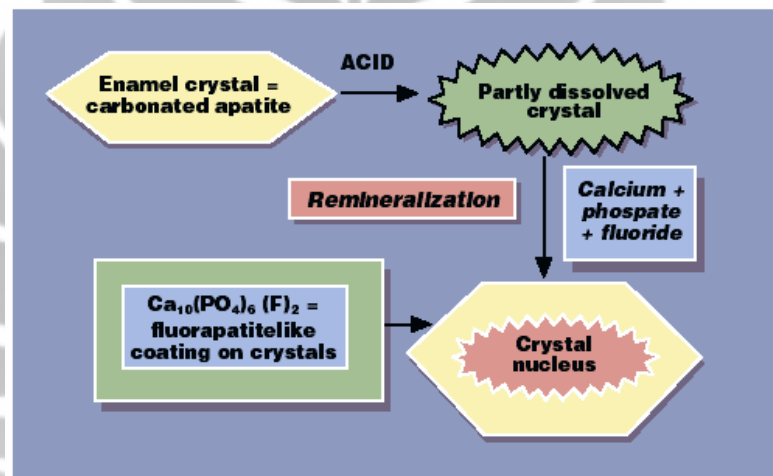 Enamel crystal =
carbonated apatite
ACID
Partly dissolved
crystal
Remineralization
Calcium +
phospate
+ fluoride
Ca₁₀(PO₄)₆ (F)₂ =
fluorapatitelike
coating on crystals
Crystal
nucleus